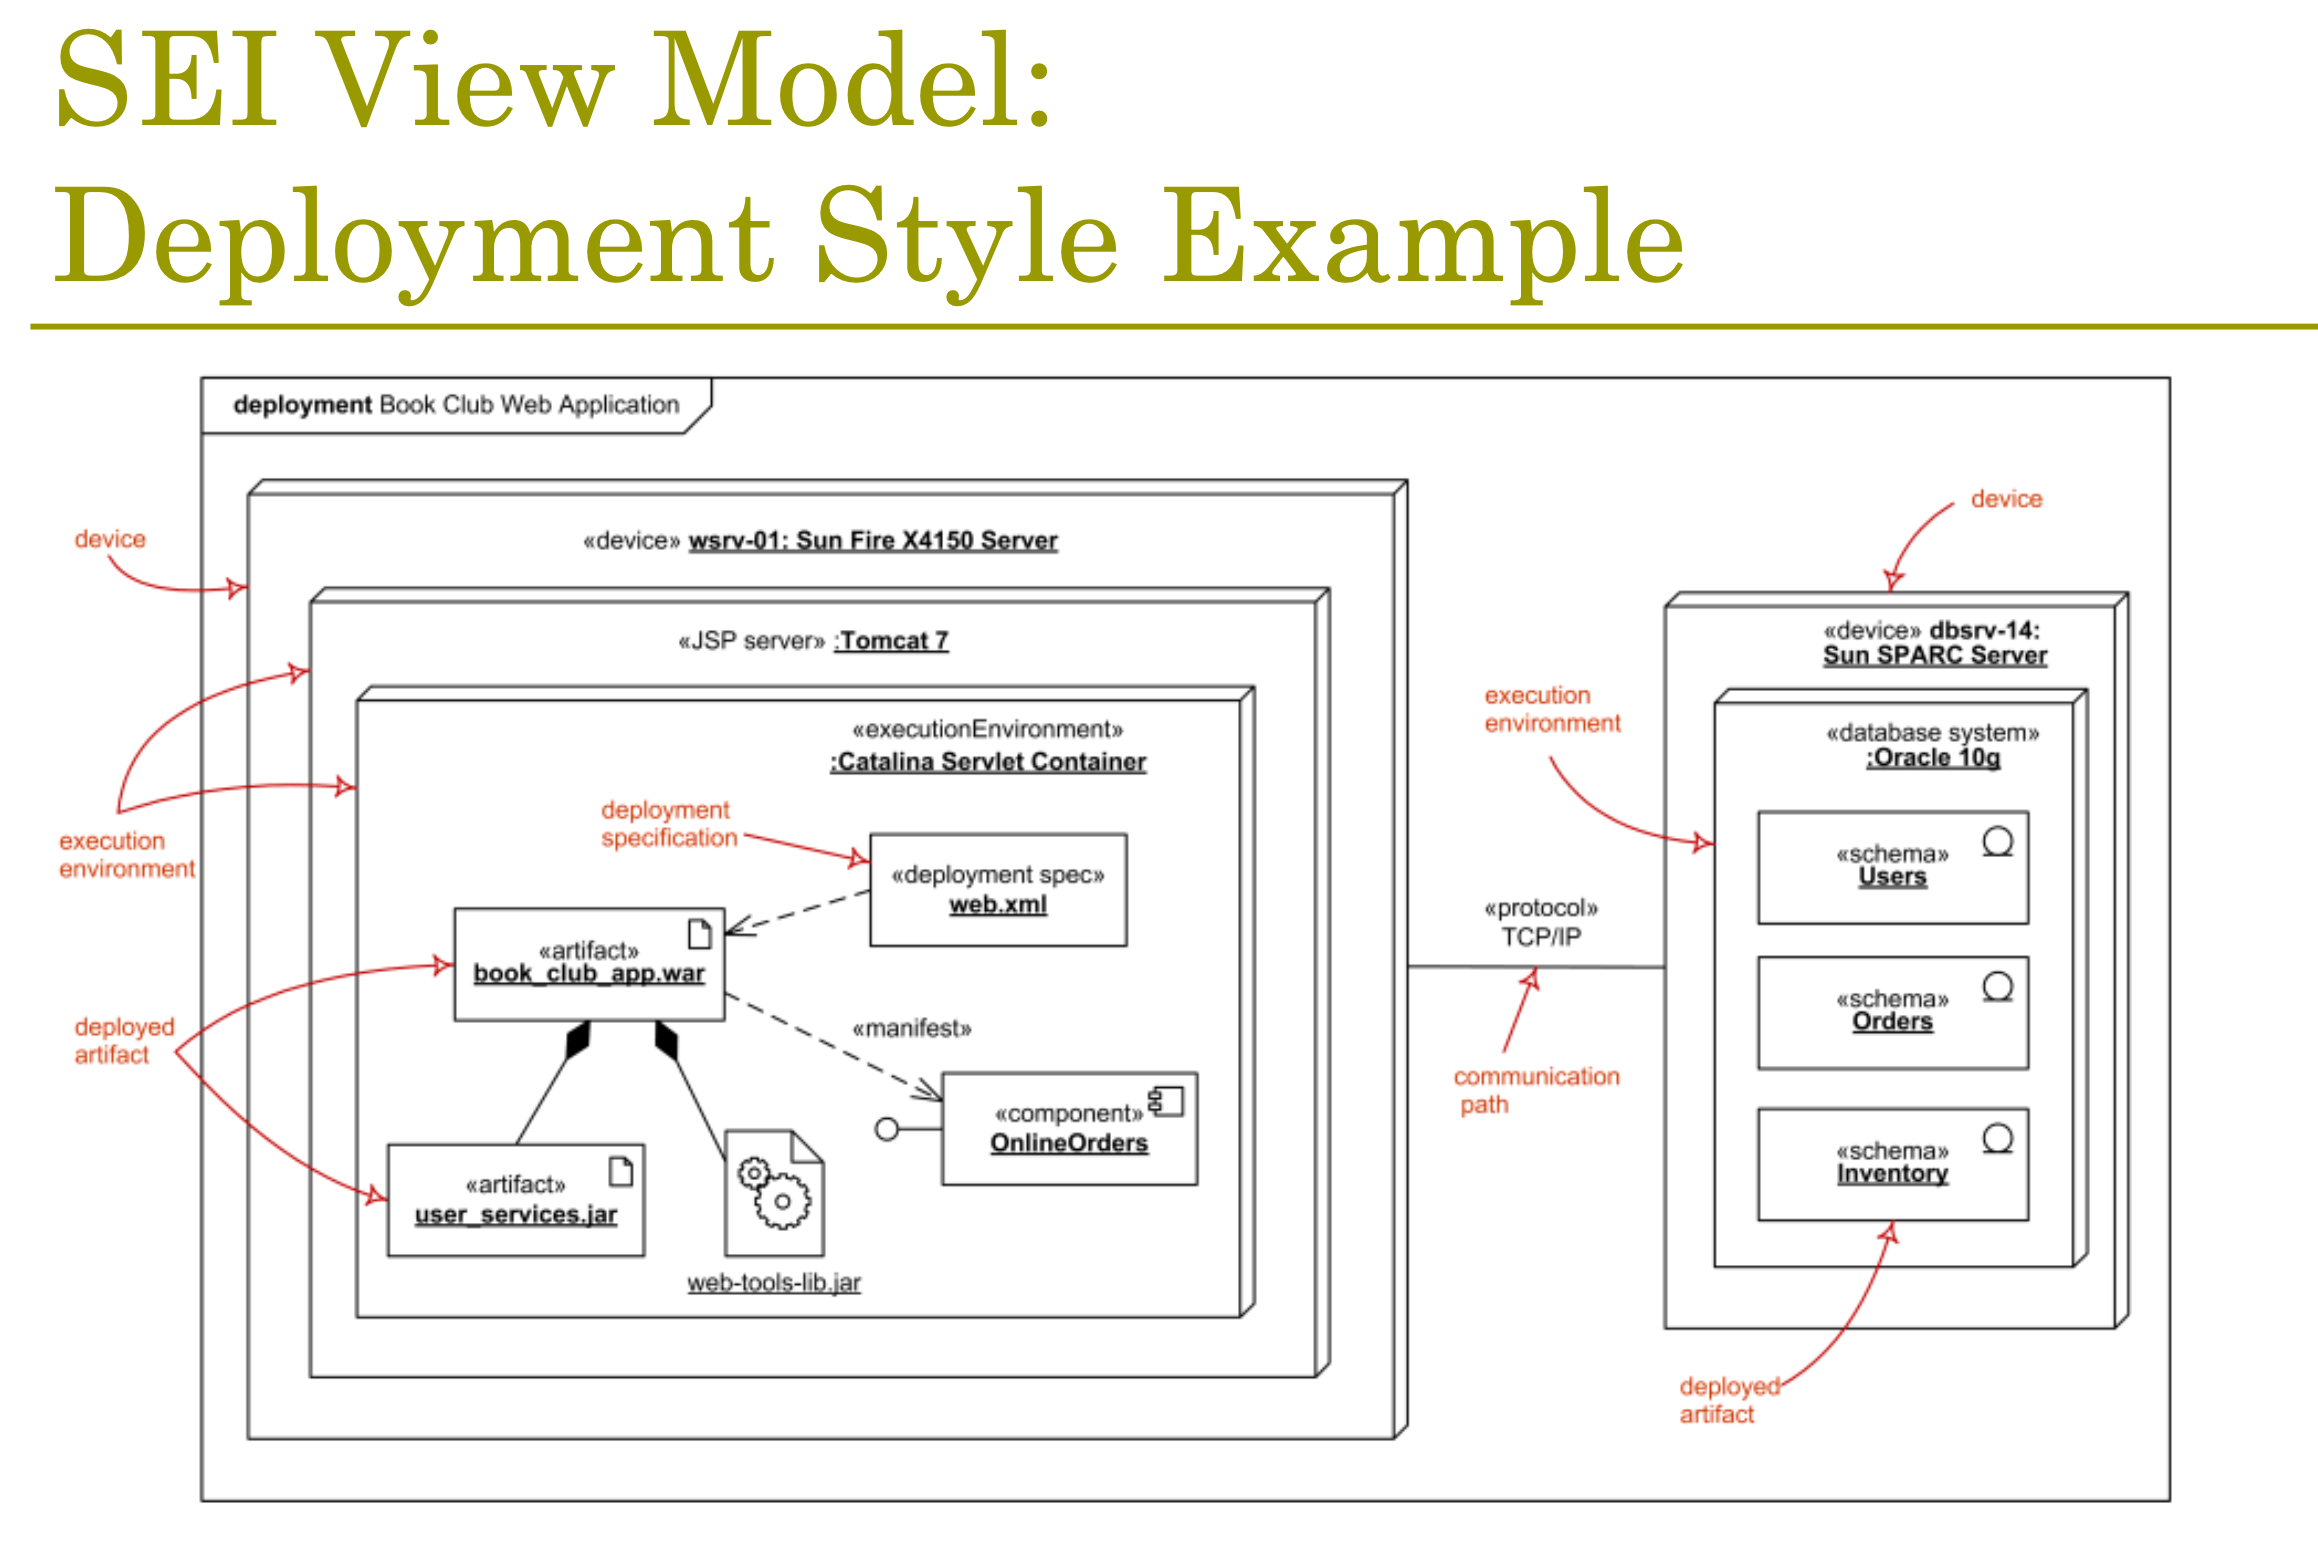 SEI View Model:
Deployment Style Example
deployment Book Club Web Application
device
«device» wsrv-01: Sun Fire X4150 Server
«JSP server» :Tomcat 7
«executionEnvironment»
:Catalina Servlet Container
execution
environment
deployment
specification
«deployment spec»
web.xml
«artifact»
book_club_app.war
deployed
artifact
«manifest»
«component»
OnlineOrders
«artifact»
user_services.jar
web-tools-lib.jar
«protocol»
TCP/IP
communication
path
device
«device» dbsrv-14:
Sun SPARC Server
execution
environment
«database system»
:Oracle 10g
«schema»
Users
«schema»
Orders
«schema»
Inventory
deployed
artifact